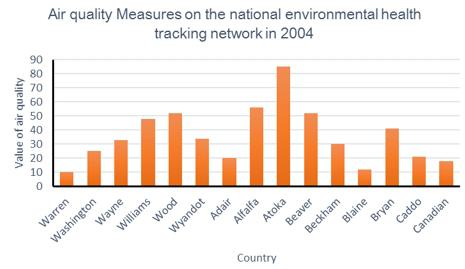 Air quality Measures on the national environmental health
tracking network in 2004
Value of air quality
90
80
70
60
50
40
30
20
10
0
Warren
Washington
Wayne
Williams
Wood
Wyandot
Adair
Alfalfa
Atoka
Beaver
Beckham
Blaine
Bryan
Caddo
Canadian
Country